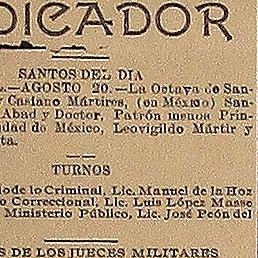 DICADOR
SANTOS DEL DIA
—AGOSTO 20.—La Octava de San-
y Casiano Mártires, (en México) San-
Abad y Doctor, Patrón menos Prin-
dad de México, Leovigildo Mártir y
ta.
TURNOS
de lo Criminal, Lic. Manuel de la Hoz
o Correccional, Lic. Luis López Masse
Ministerio Público, Lic. José Peón del
S DE LOS JUECES MILITARES